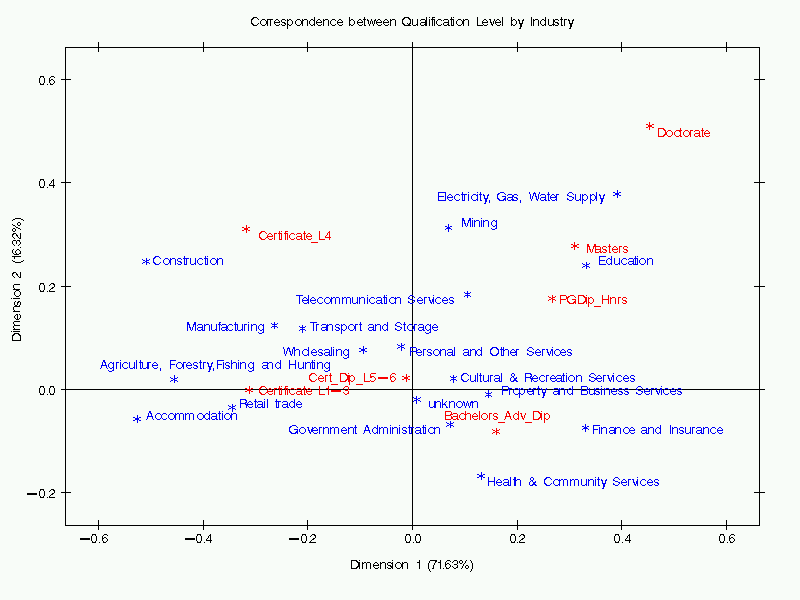 Correspondence between Qualification Level by Industry
0.6
Doctorate
0.4
Electricity, Gas, Water Supply
Mining
Certificate_L4
Masters
Construction
Education
Dimension 2 (16.32%)
0.2
Telecommunication Services
PGDip_Hnrs
Manufacturing
Transport and Storage
Wholesaling
Personal and Other Services
Agriculture, Forestry,Fishing and Hunting
Cert_Dip_L5-6
Cultural & Recreation Services
0.0
Certificate L1-3
Property and Business Services
Retail trade
unknown
Accommodation
Bachelors_Adv_Dip
Government Administration
Finance and Insurance
Health & Community Services
-0.2
-0.6 -0.4 -0.2 0.0 0.2 0.4 0.6
Dimension 1 (71.63%)